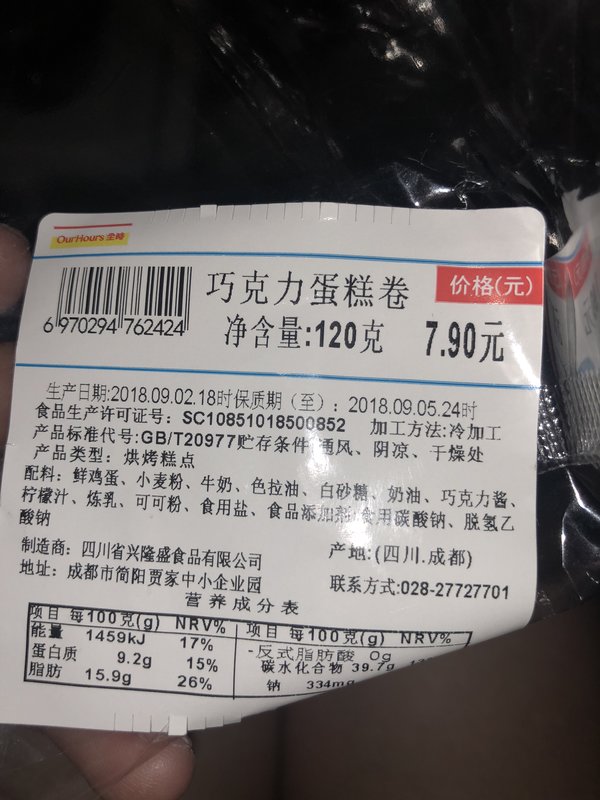 OurHours 全時
巧克力蛋糕卷
价格(元)
6 970294 762424
净含量:120克
7.90元
生产日期:2018.09.02.18时保质期（至）: 2018.09.05.24时
食品生产许可证号: SC10851018500852 加工方法:冷加工
产品标准代号:GB/T20977贮存条件 通风、阴凉、干燥处
产品类型: 烘烤糕点
配料: 鲜鸡蛋、小麦粉、牛奶、色拉油、白砂糖、奶油、巧克力酱、
柠檬汁、炼乳、可可粉、食用盐、食品添加剂 食用碳酸钠、脱氢乙
酸钠
制造商: 四川省兴隆盛食品有限公司 产地:(四川.成都)
地址: 成都市简阳贾家中小企业园 联系方式:028-27727701
营养成分表
项目 每100克(g) NRV% 项目 每100克(g) NRV%
能量 1459kJ 17% -反式脂肪酸 0g
蛋白质 9.2g 15% 碳水化合物 39.7g
脂肪 15.9g 26% 钠 334mg